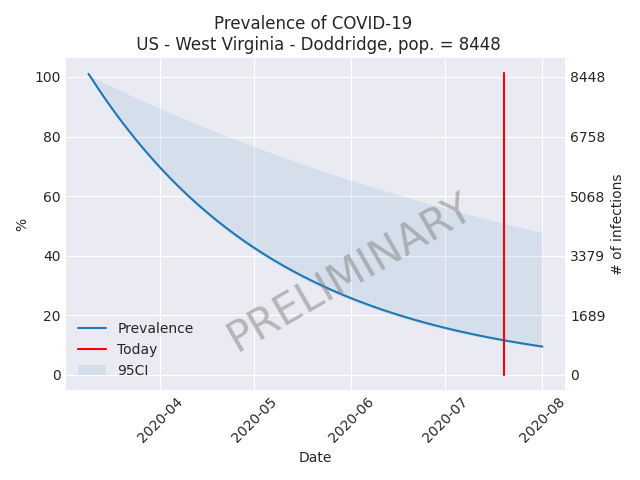 Prevalence of COVID-19
US - West Virginia - Doddridge, pop. = 8448
100
80
60
40
20
0
%
8448
6758
5068
3379
1689
0
# of infections
PRELIMINARY
Prevalence
Today
95CI
2020-04
2020-05
2020-06
2020-07
2020-08
Date